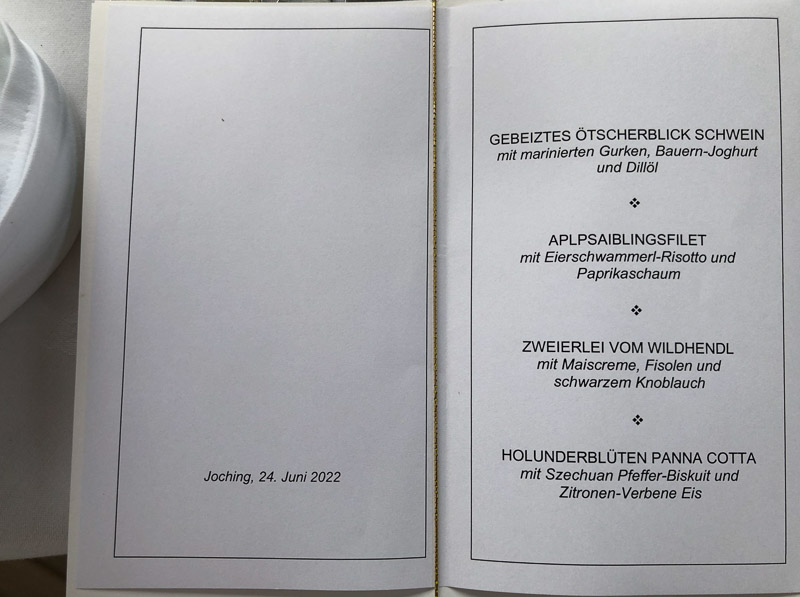 Joching, 24. Juni 2022
GEBEIZTES ÖTSCHERBLICK SCHWEIN
mit marinierten Gurken, Bauern-Joghurt
und Dillöl
APLPSAIBLINGSFILET
mit Eierschwammerl-Risotto und
Paprikaschaum
ZWEIERLEI VOM WILDHENDL
mit Maiscreme, Fisolen und
schwarzem Knoblauch
HOLUNDERBLÜTEN PANNA COTTA
mit Szechuan Pfeffer-Biskuit und
Zitronen-Verbene Eis